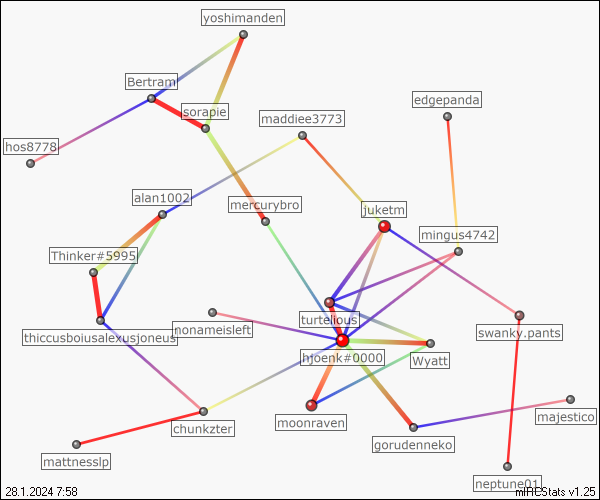 yoshimanden
Bertram
sorapie
edgepanda
maddiee3773
hos8778
alan1002
mercurybro
juketm
mingus4742
Thinker#5995
turtelious
nonameisleft
swanky.pants
thiccusboiusalexusjoneus
hjoenk#0000
Wyatt
chunkzter
moonraven
majestico
gorudenneko
mattnesslp
neptune01
28.1.2024 7:58
mIRCStats v1.25